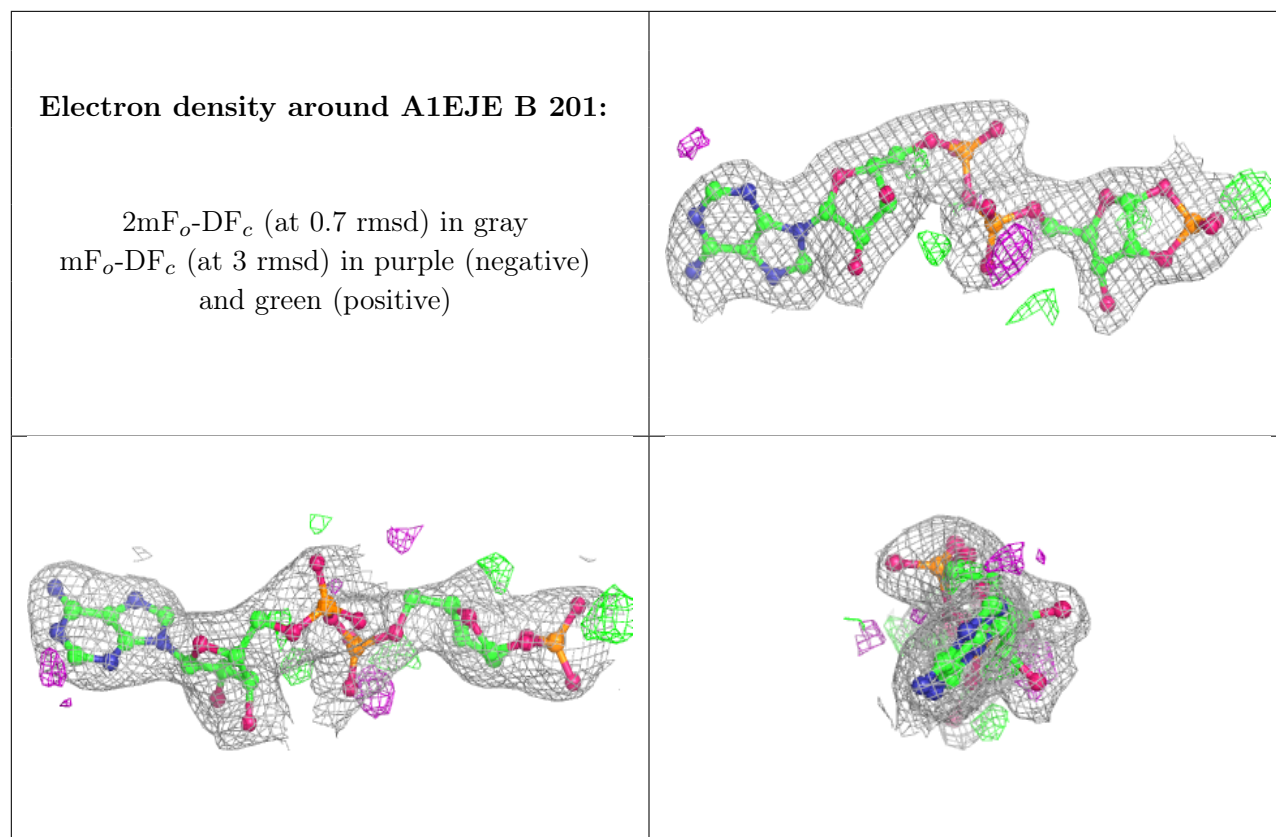 Electron density around A1EJE B 201:
2mFo-DFc (at 0.7 rmsd) in gray
mFo-DFc (at 3 rmsd) in purple (negative)
and green (positive)